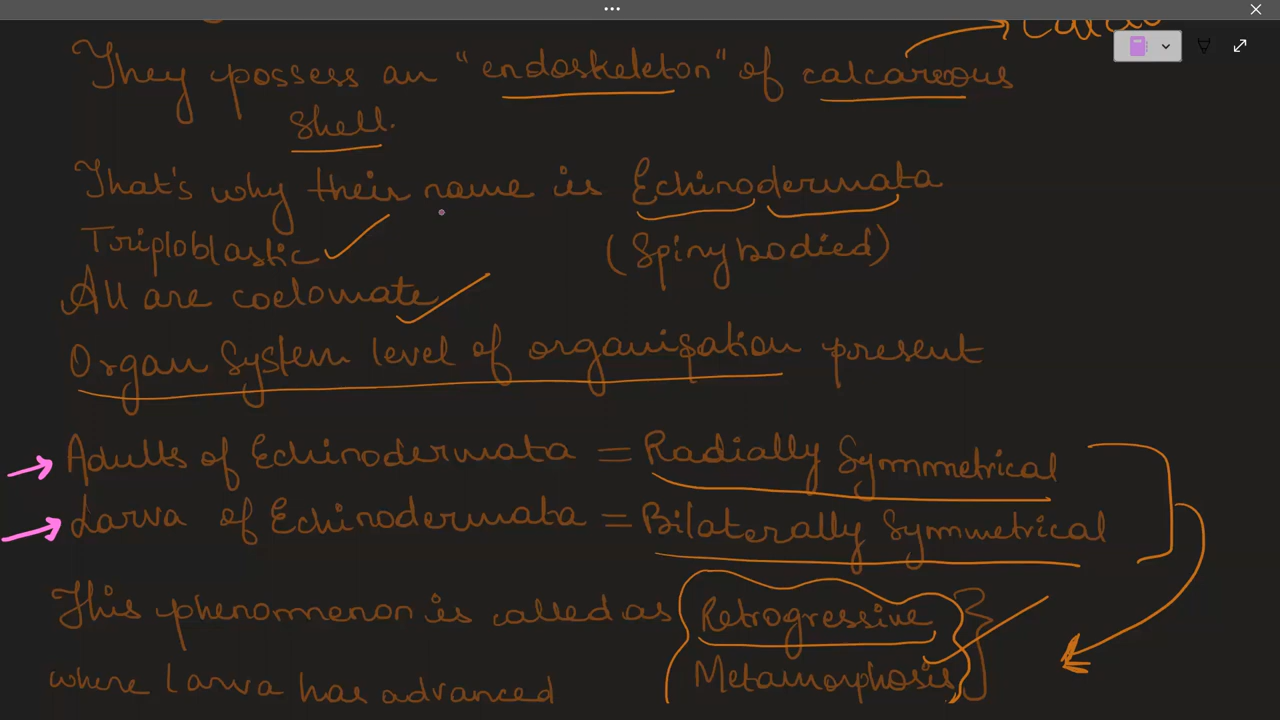 They possess an "endoskeleton" of calcareous
Shell.
That's why their name is Echinodermata
Triploblastic
(Spiny bodied)
All are coelomate
Organ System level of organisation present
Adults of Echinodermata = Radially Symmetrical
Larva of Echinodermata = Bilaterally Symmetrical
This phenommenon is called as Retrogressive
where larva has advanced Metamorphosis